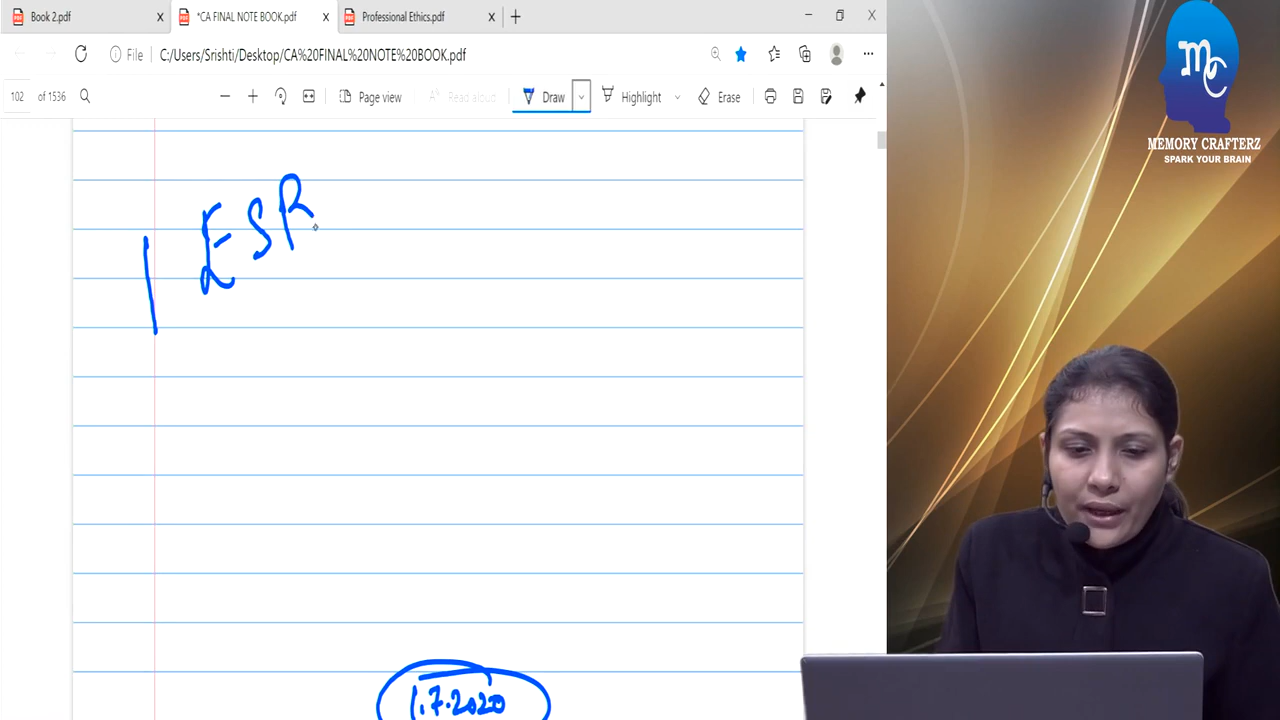 Book 2.pdf
*CA FINAL NOTE BOOK.pdf
Professional Ethics.pdf
File C:/Users/Srishti/Desktop/CA%20FINAL%20NOTE%20BOOK.pdf
102 of 1536
Page view
Read aloud
Draw
Highlight
Erase
MC
MEMORY CRAFTERZ
SPARK YOUR BRAIN
| ESR
1.7.2020